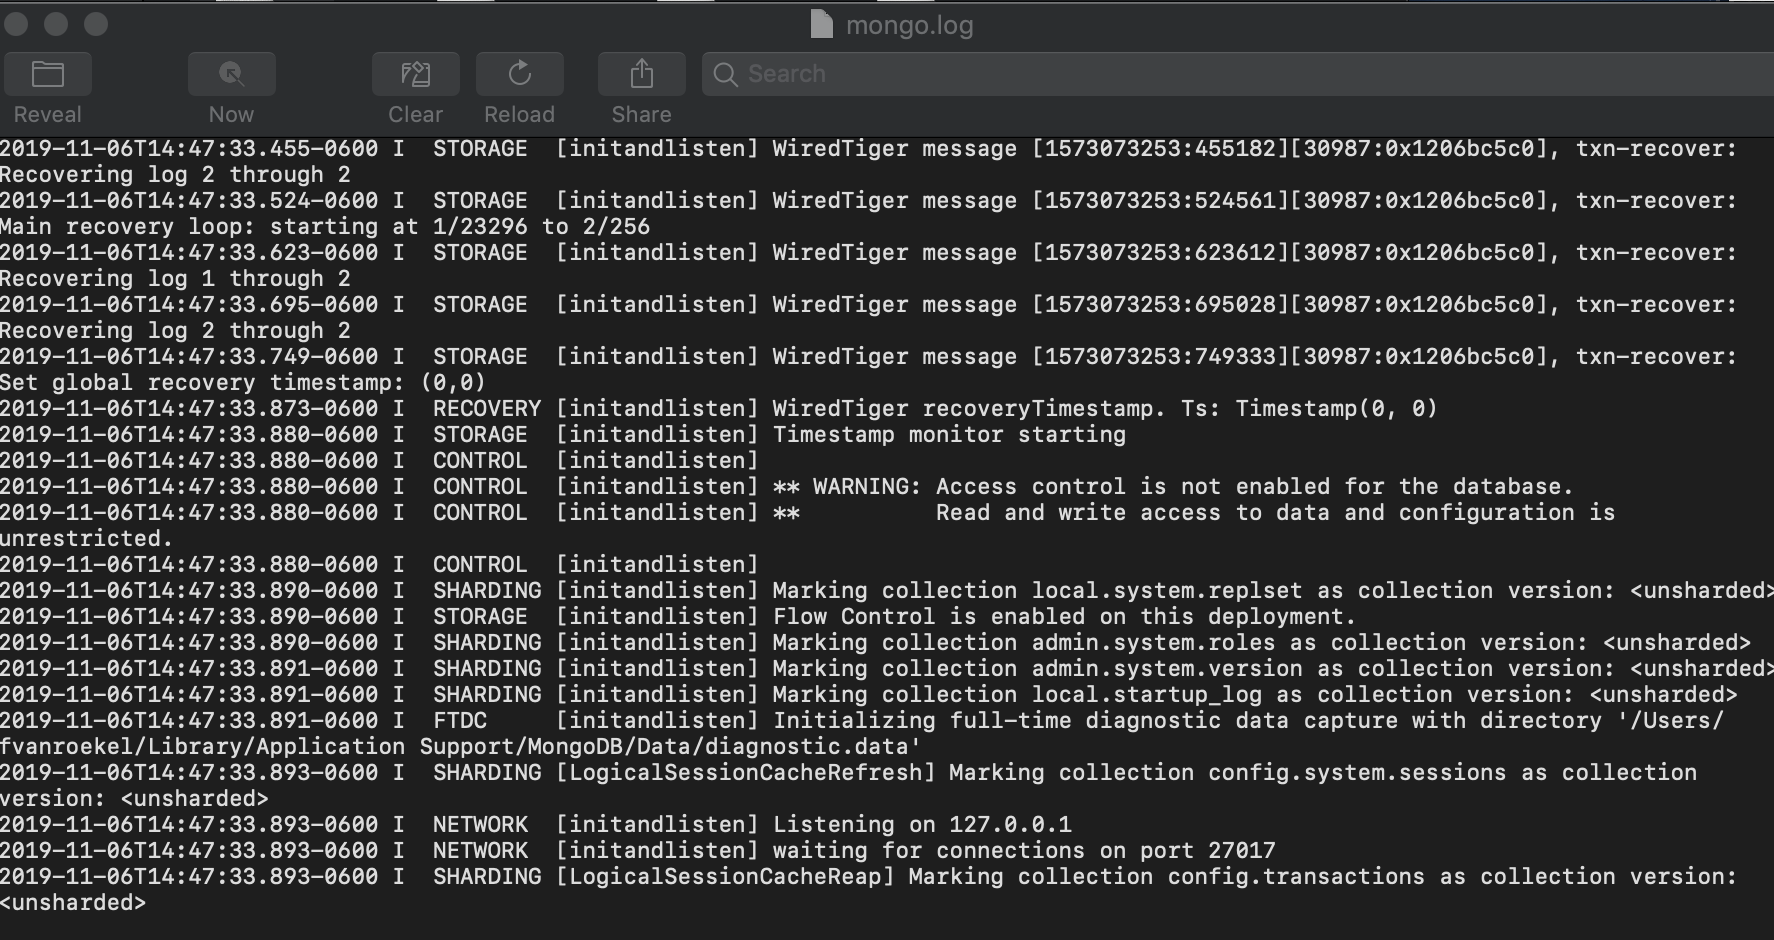 mongo.log
Search
Reveal Now Clear Reload Share
2019-11-06T14:47:33.455-0600 I  STORAGE  [initandlisten] WiredTiger message [1573073253:455182][30987:0x1206bc5c0], txn-recover:
Recovering log 2 through 2
2019-11-06T14:47:33.524-0600 I  STORAGE  [initandlisten] WiredTiger message [1573073253:524561][30987:0x1206bc5c0], txn-recover:
Main recovery loop: starting at 1/23296 to 2/256
2019-11-06T14:47:33.623-0600 I  STORAGE  [initandlisten] WiredTiger message [1573073253:623612][30987:0x1206bc5c0], txn-recover:
Recovering log 1 through 2
2019-11-06T14:47:33.695-0600 I  STORAGE  [initandlisten] WiredTiger message [1573073253:695028][30987:0x1206bc5c0], txn-recover:
Recovering log 2 through 2
2019-11-06T14:47:33.749-0600 I  STORAGE  [initandlisten] WiredTiger message [1573073253:749333][30987:0x1206bc5c0], txn-recover:
Set global recovery timestamp: (0,0)
2019-11-06T14:47:33.873-0600 I  RECOVERY [initandlisten] WiredTiger recoveryTimestamp. Ts: Timestamp(0, 0)
2019-11-06T14:47:33.880-0600 I  STORAGE  [initandlisten] Timestamp monitor starting
2019-11-06T14:47:33.880-0600 I  CONTROL  [initandlisten]
2019-11-06T14:47:33.880-0600 I  CONTROL  [initandlisten] ** WARNING: Access control is not enabled for the database.
2019-11-06T14:47:33.880-0600 I  CONTROL  [initandlisten] **          Read and write access to data and configuration is
unrestricted.
2019-11-06T14:47:33.880-0600 I  CONTROL  [initandlisten]
2019-11-06T14:47:33.890-0600 I  SHARDING [initandlisten] Marking collection local.system.replset as collection version: <unsharded>
2019-11-06T14:47:33.890-0600 I  STORAGE  [initandlisten] Flow Control is enabled on this deployment.
2019-11-06T14:47:33.890-0600 I  SHARDING [initandlisten] Marking collection admin.system.roles as collection version: <unsharded>
2019-11-06T14:47:33.891-0600 I  SHARDING [initandlisten] Marking collection admin.system.version as collection version: <unsharded>
2019-11-06T14:47:33.891-0600 I  SHARDING [initandlisten] Marking collection local.startup_log as collection version: <unsharded>
2019-11-06T14:47:33.891-0600 I  FTDC     [initandlisten] Initializing full-time diagnostic data capture with directory '/Users/
fvanroekel/Library/Application Support/MongoDB/Data/diagnostic.data'
2019-11-06T14:47:33.893-0600 I  SHARDING [LogicalSessionCacheRefresh] Marking collection config.system.sessions as collection
version: <unsharded>
2019-11-06T14:47:33.893-0600 I  NETWORK  [initandlisten] Listening on 127.0.0.1
2019-11-06T14:47:33.893-0600 I  NETWORK  [initandlisten] waiting for connections on port 27017
2019-11-06T14:47:33.893-0600 I  SHARDING [LogicalSessionCacheReap] Marking collection config.transactions as collection version:
<unsharded>